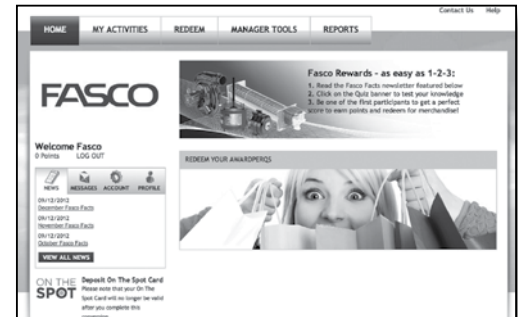 Contact Us Help
HOME MY ACTIVITIES REDEEM MANAGER TOOLS REPORTS
FASCO
Fasco Rewards - as easy as 1-2-3:
1. Read the Fasco Facts newsletter featured below
2. Click on the Quiz banner to test your knowledge
3. Be one of the first participants to get a perfect
score to earn points and redeem for merchandise!
Welcome Fasco
0 Points LOG OUT
REDEEM YOUR AWARDPERQS
NEWS MESSAGES ACCOUNT PROFILE
09/12/2012
December Fasco Facts
09/12/2012
November Fasco Facts
09/12/2012
October Fasco Facts
VIEW ALL NEWS
ON THE SPOT
Deposit On The Spot Card
Please note that your On The
Spot Card will no longer be valid
after you complete this